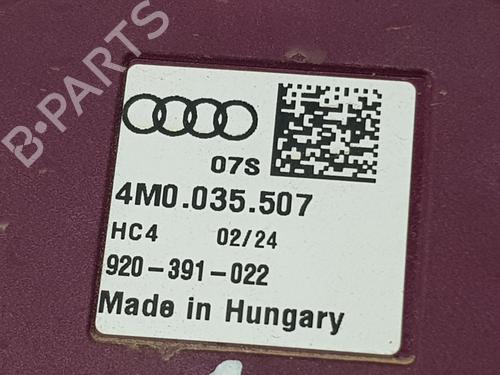 B-PARTS
07S
4M0.035.507
HC4 02/24
920-391-022
Made in Hungary